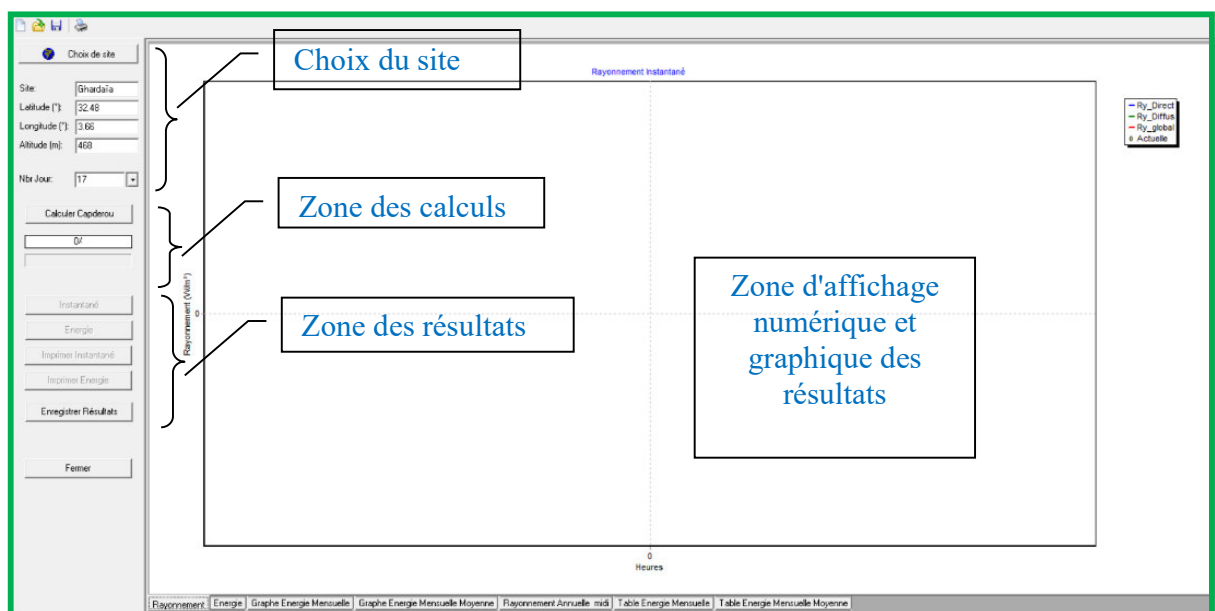 Choix de site
Site:
Ghardaïa
Latitude (°):
32.48
Longitude (°):
3.66
Altitude (m):
468
Nbr Jour:
17
Calculer Capderou
0%
Instantané
Energie
Imprimer Instantané
Imprimer Energie
Enregistrer Résultats
Fermer
Choix du site
Zone des calculs
Zone des résultats
Rayonnement Instantané
Rayonnement (W/m²)
0
Zone d'affichage
numérique et
graphique des
résultats
0
Heures
Ry_Direct
Ry_Diffus
Ry_global
Actuelle
Rayonnement
Energie
Graphe Energie Mensuelle
Graphe Energie Mensuelle Moyenne
Rayonnement Annuelle midi
Table Energie Mensuelle
Table Energie Mensuelle Moyenne